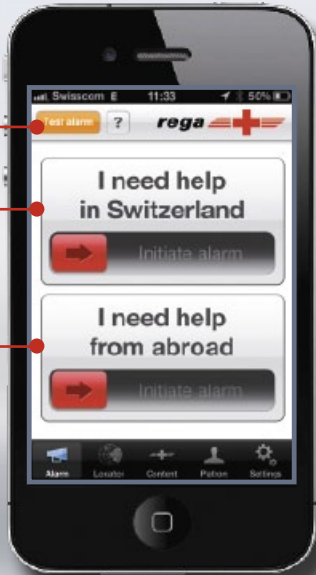 Swisscom E 11:33 50%
Test alarm ? rega
I need help
in Switzerland
Initiate alarm
I need help
from abroad
Initiate alarm
Alarm Locator Content Patron Settings